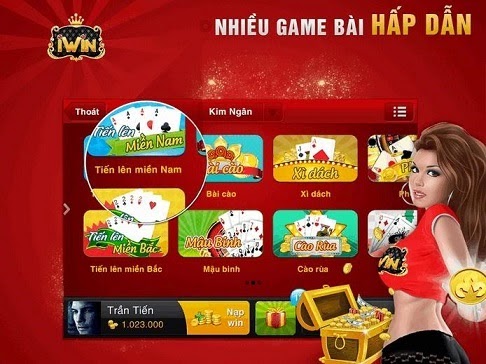 iWIN
NHIỀU GAME BÀI HẤP DẪN
Thoát
Kim Ngân
Tiến lên
Miền Nam
Tiến lên miền Nam
Bài cào
Xì dách
Xì dách
Tiến lên
Miền Bắc
Tiến lên miền Bắc
Mậu Binh
Mậu binh
Cào Rùa
Cào rùa
Trần Tiến
1.023.000
Nạp
win
WIN